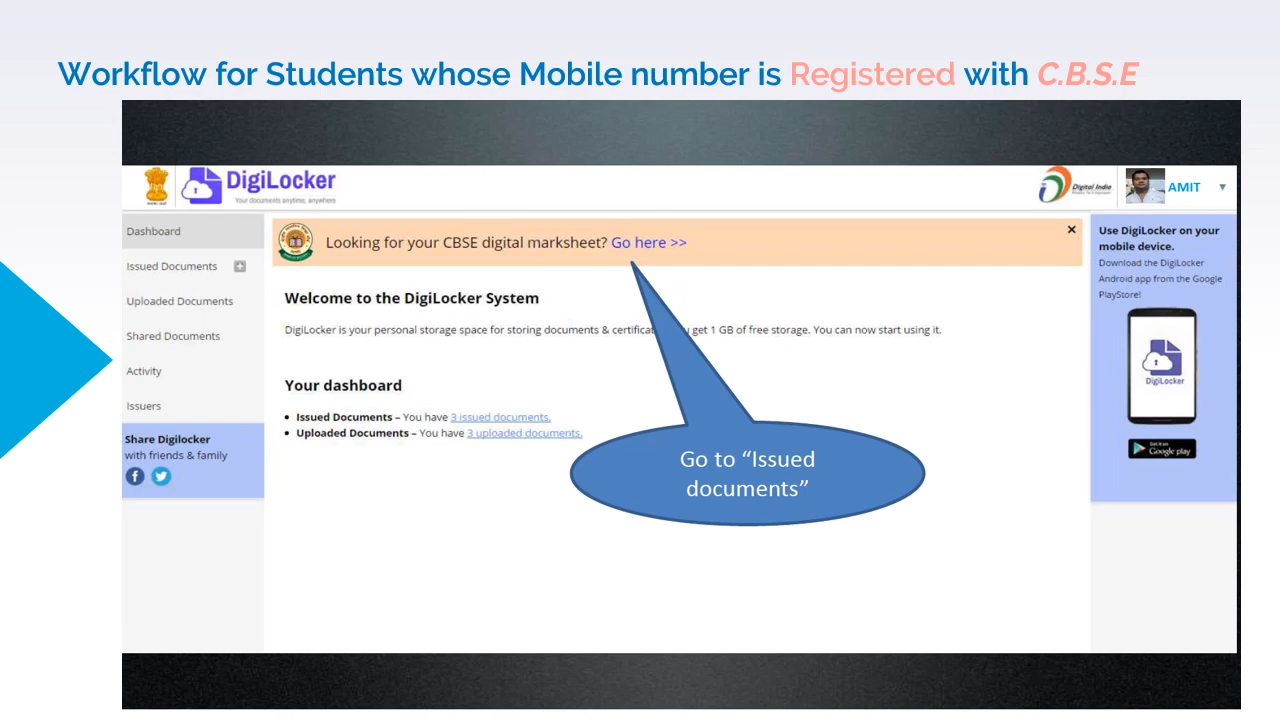 Workflow for Students whose Mobile number is Registered with C.B.S.E
DigiLocker
Your documents anytime, anywhere
Digital India
AMIT
Dashboard
Issued Documents
Uploaded Documents
Shared Documents
Activity
Issuers
Share Digilocker
with friends & family
Looking for your CBSE digital marksheet? Go here >>
Welcome to the DigiLocker System
DigiLocker is your personal storage space for storing documents & certificat get 1 GB of free storage. You can now start using it.
Your dashboard
• Issued Documents – You have 3 issued documents.
• Uploaded Documents – You have 3 uploaded documents.
Go to “Issued
documents”
Use DigiLocker on your
mobile device.
Download the DigiLocker
Android app from the Google
PlayStore!
DigiLocker
Get it on
Google play